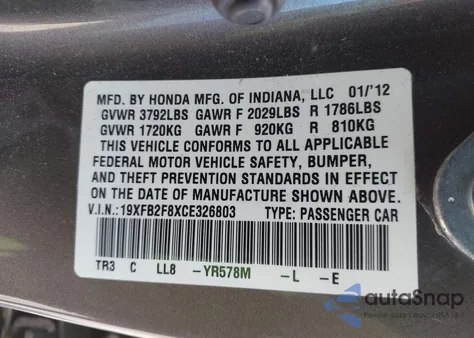 MFD. BY HONDA MFG. OF INDIANA, LLC 01/'12
GVWR 3792LBS GAWR F 2029LBS R 1786LBS
GVWR 1720KG GAWR F 920KG R 810KG
THIS VEHICLE CONFORMS TO ALL APPLICABLE
FEDERAL MOTOR VEHICLE SAFETY, BUMPER,
AND THEFT PREVENTION STANDARDS IN EFFECT
ON THE DATE OF MANUFACTURE SHOWN ABOVE.
V.I.N.:19XFB2F8XCE326803 TYPE: PASSENGER CAR
TR3 C LL8 -YR578M -L -E
autaSnap